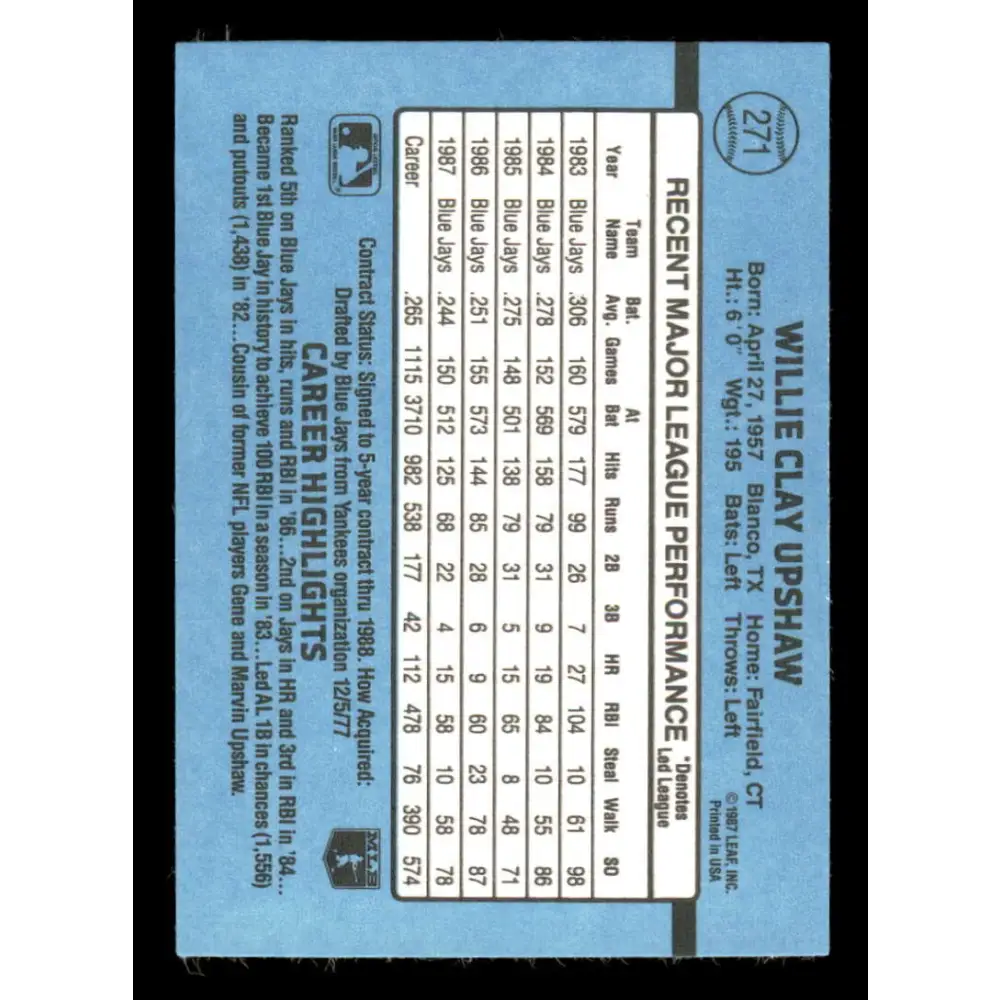 271
WILLIE CLAY UPSHAW
Born: April 27, 1957 Blanco, TX Home: Fairfield, CT
Ht.: 6'0" Wgt.: 195 Bats: Left Throws: Left
©1987 LEAF, INC.
Printed in USA
RECENT MAJOR LEAGUE PERFORMANCE *Denotes Led League
Year Team Name Bat. Avg. Games At Bat Hits Runs 2B 3B HR RBI Steal Walk SO
1983 Blue Jays .306 160 579 177 99 26 7 27 104 10 61 98
1984 Blue Jays .278 152 569 158 79 31 9 19 84 10 55 86
1985 Blue Jays .275 148 501 138 79 31 5 15 65 8 48 71
1986 Blue Jays .251 155 573 144 85 28 6 9 60 23 78 87
1987 Blue Jays .244 150 512 125 68 22 4 15 58 10 58 78
Career .265 1115 3710 982 538 177 42 112 478 76 390 574
Contract Status: Signed to 5-year contract thru 1988. How Acquired:
Drafted by Blue Jays from Yankees organization 12/5/77
MLB
CAREER HIGHLIGHTS
Ranked 5th on Blue Jays in hits, runs and RBI in '86...2nd on Jays in HR and 3rd in RBI in '84...
Became 1st Blue Jay in history to achieve 100 RBI in a season in '83...Led AL 1B in chances (1,556)
and putouts (1,438) in '82...Cousin of former NFL players Gene and Marvin Upshaw.